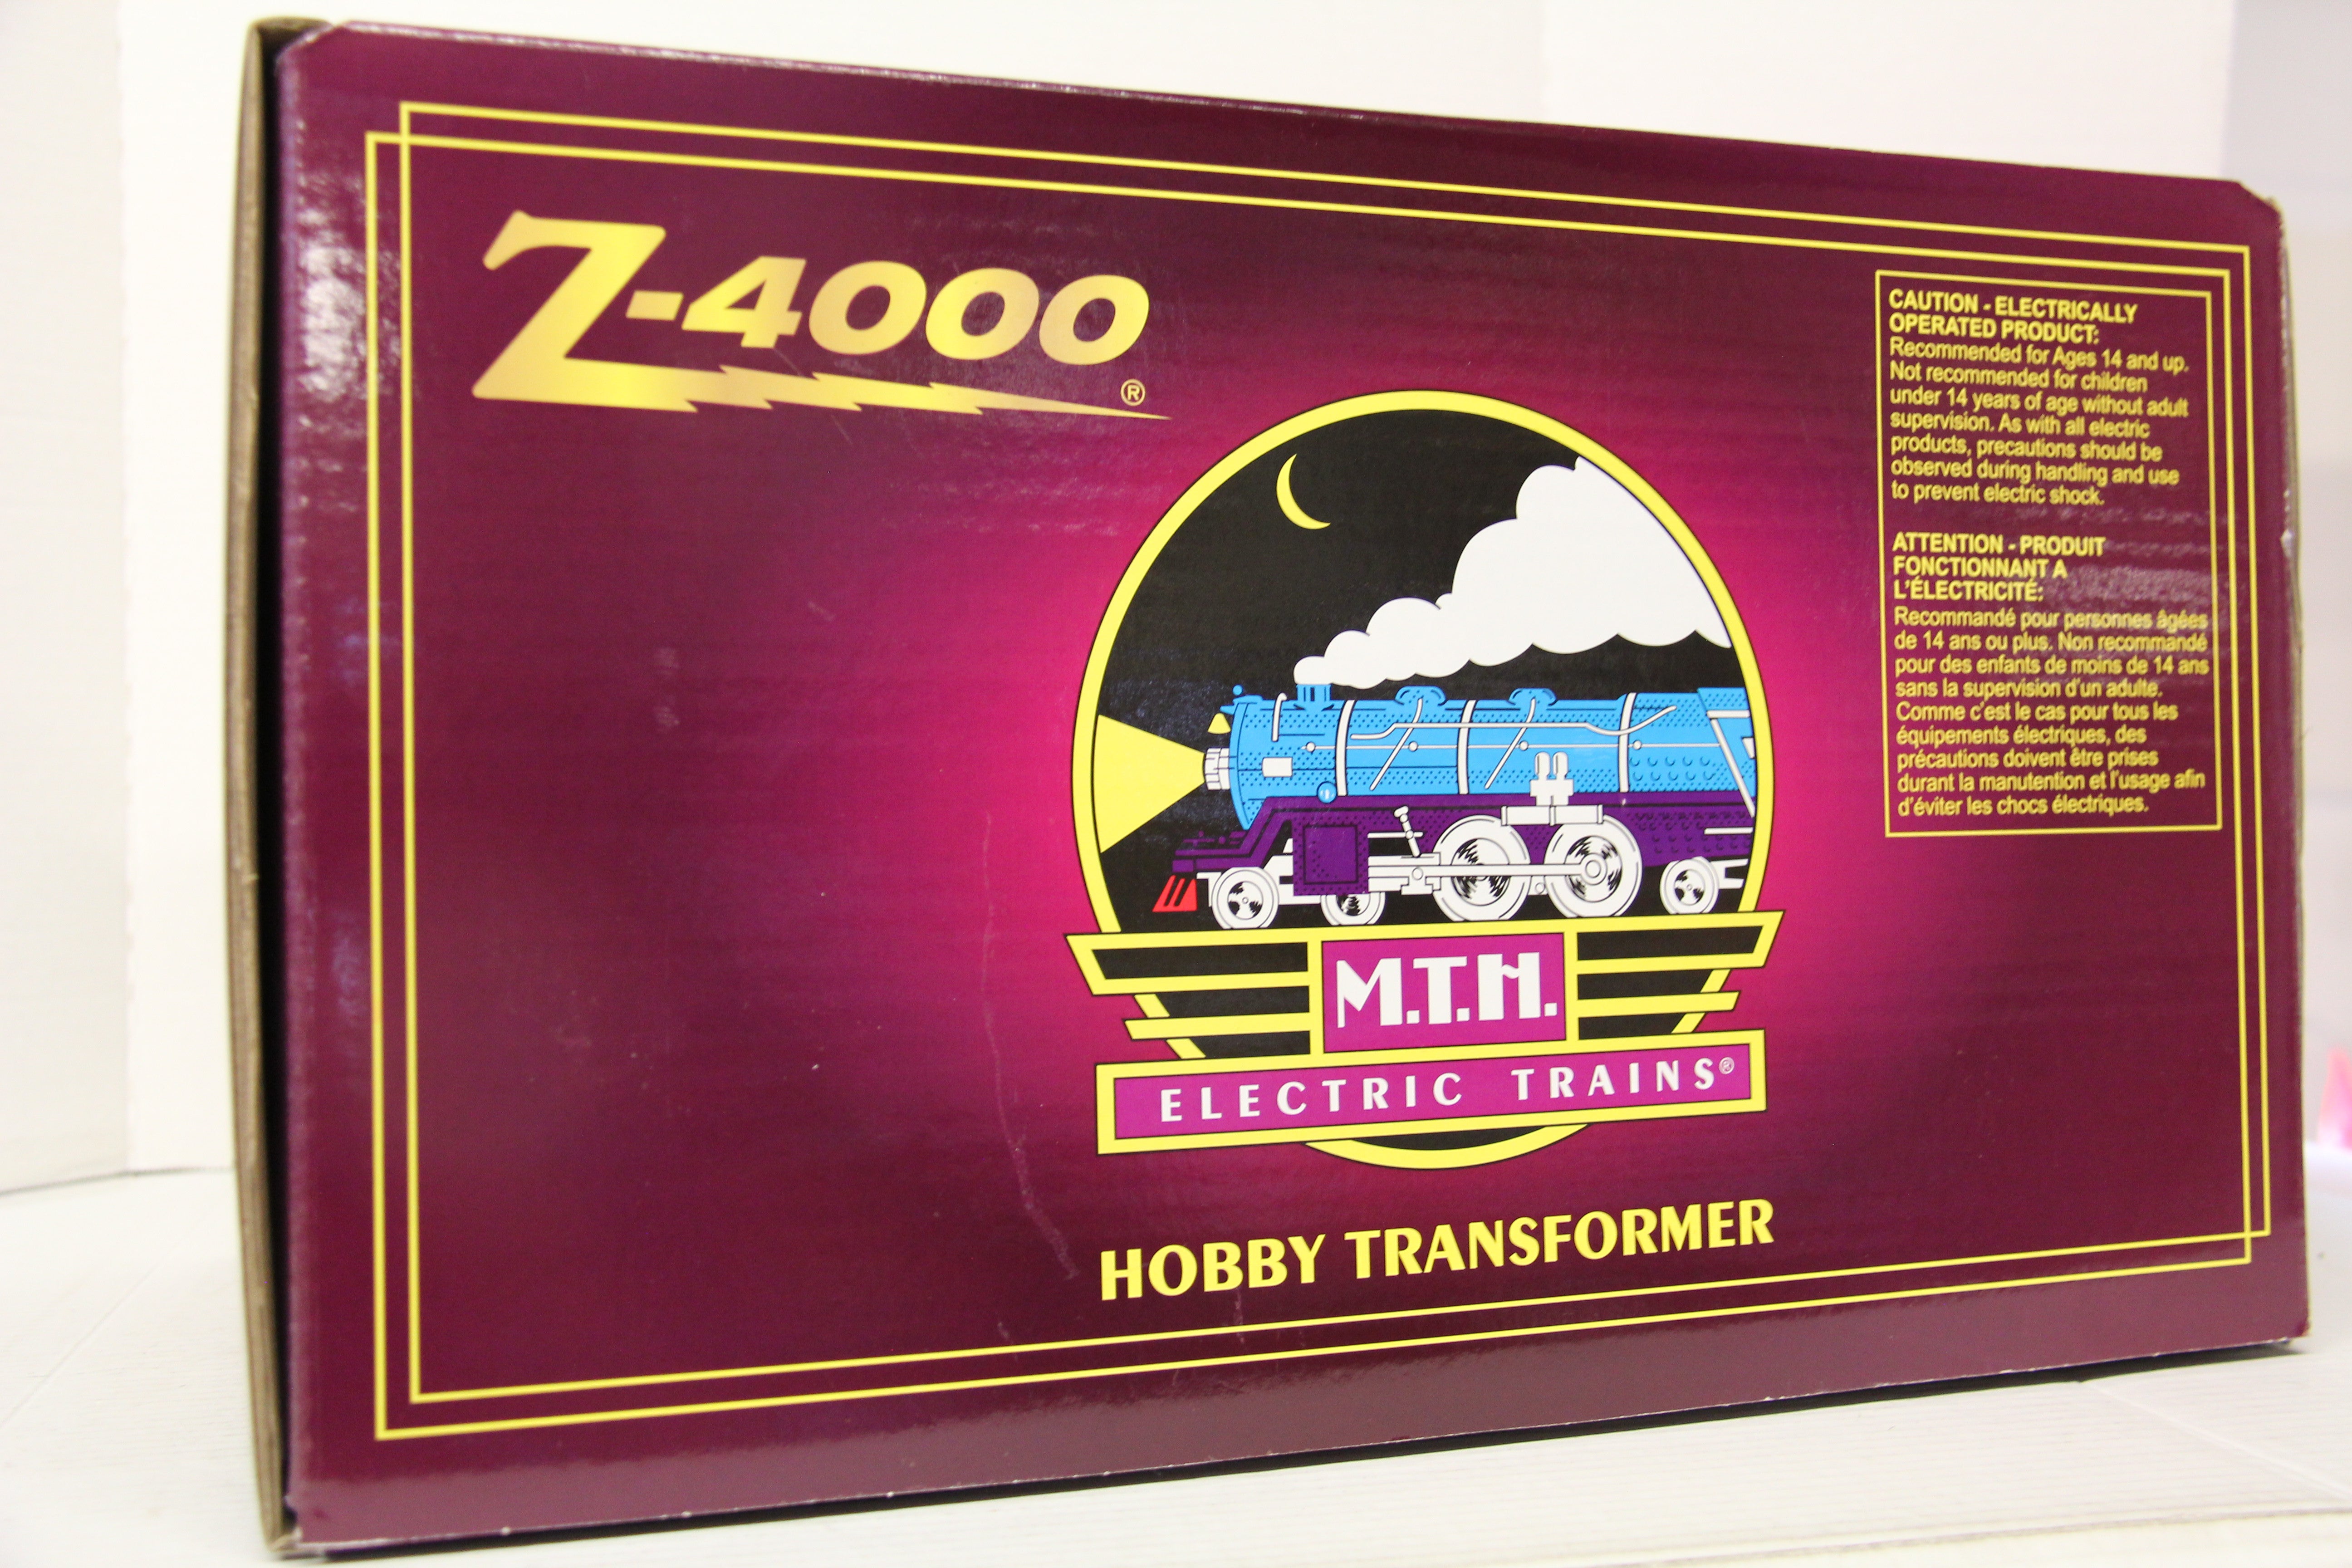 Z-4000®
CAUTION - ELECTRICALLY
OPERATED PRODUCT:
Recommended for Ages 14 and up.
Not recommended for children
under 14 years of age without adult
supervision. As with all electric
products, precautions should be
observed during handling and use
to prevent electric shock.
ATTENTION - PRODUIT
FONCTIONNANT A
L'ÉLECTRICITÉ:
Recommandé pour personnes âgées
de 14 ans ou plus. Non recommandé
pour des enfants de moins de 14 ans
sans la supervision d'un adulte.
Comme c'est le cas pour tous les
équipements électriques, des
précautions doivent être prises
durant la manutention et l'usage afin
d'éviter les chocs électriques.
M.T.H.
ELECTRIC TRAINS®
HOBBY TRANSFORMER